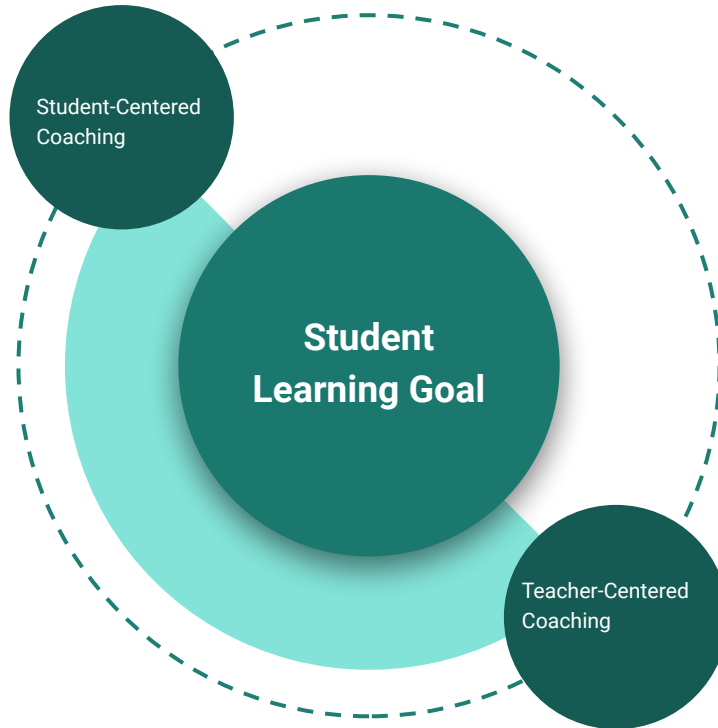 Student-Centered
Coaching
Student
Learning Goal
Teacher-Centered
Coaching